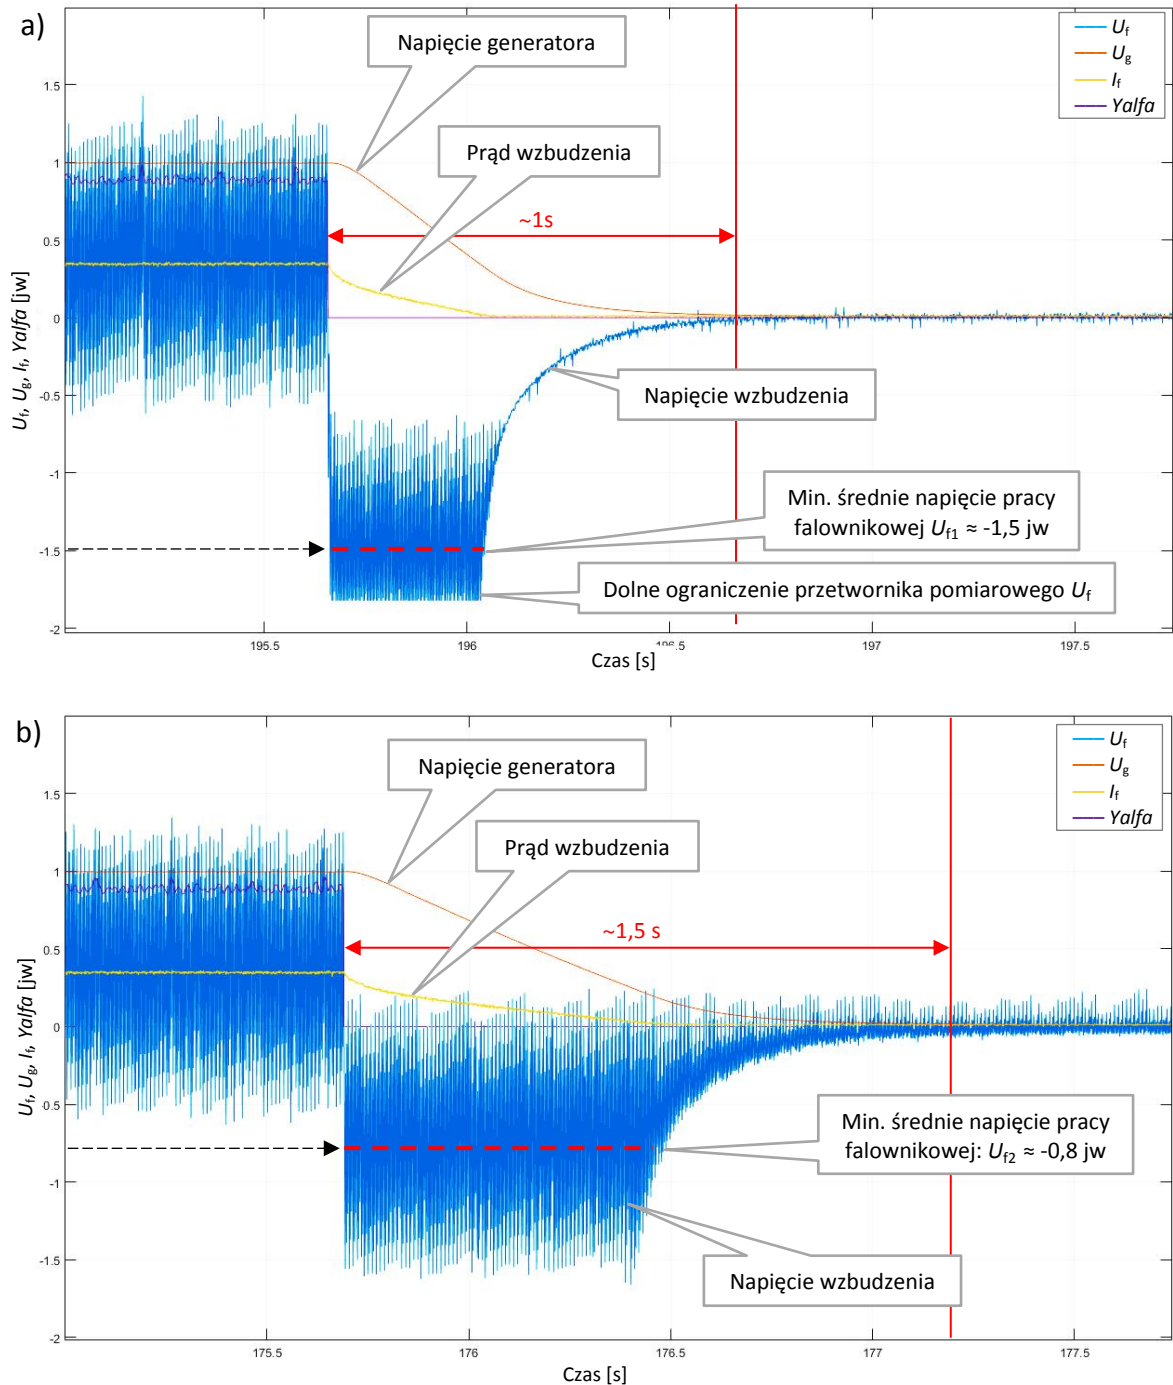 a)
Napięcie generatora
Prąd wzbudzenia
~1s
Napięcie wzbudzenia
Min. średnie napięcie pracy
falownikowej Uf1 ≈ -1,5 jw
Dolne ograniczenie przetwornika pomiarowego Uf
Uf
Ug
If
Yalfa
1.5
1
0.5
0
-0.5
-1
-1.5
-2
Uf, Ug, If, Yalfa [jw]
195.5
196
196.5
197
197.5
Czas [s]
b)
Napięcie generatora
Prąd wzbudzenia
~1,5 s
Min. średnie napięcie pracy
falownikowej: Uf2 ≈ -0,8 jw
Napięcie wzbudzenia
Uf
Ug
If
Yalfa
1.5
1
0.5
0
-0.5
-1
-1.5
-2
Uf, Ug, If, Yalfa [jw]
175.5
176
176.5
177
177.5
Czas [s]